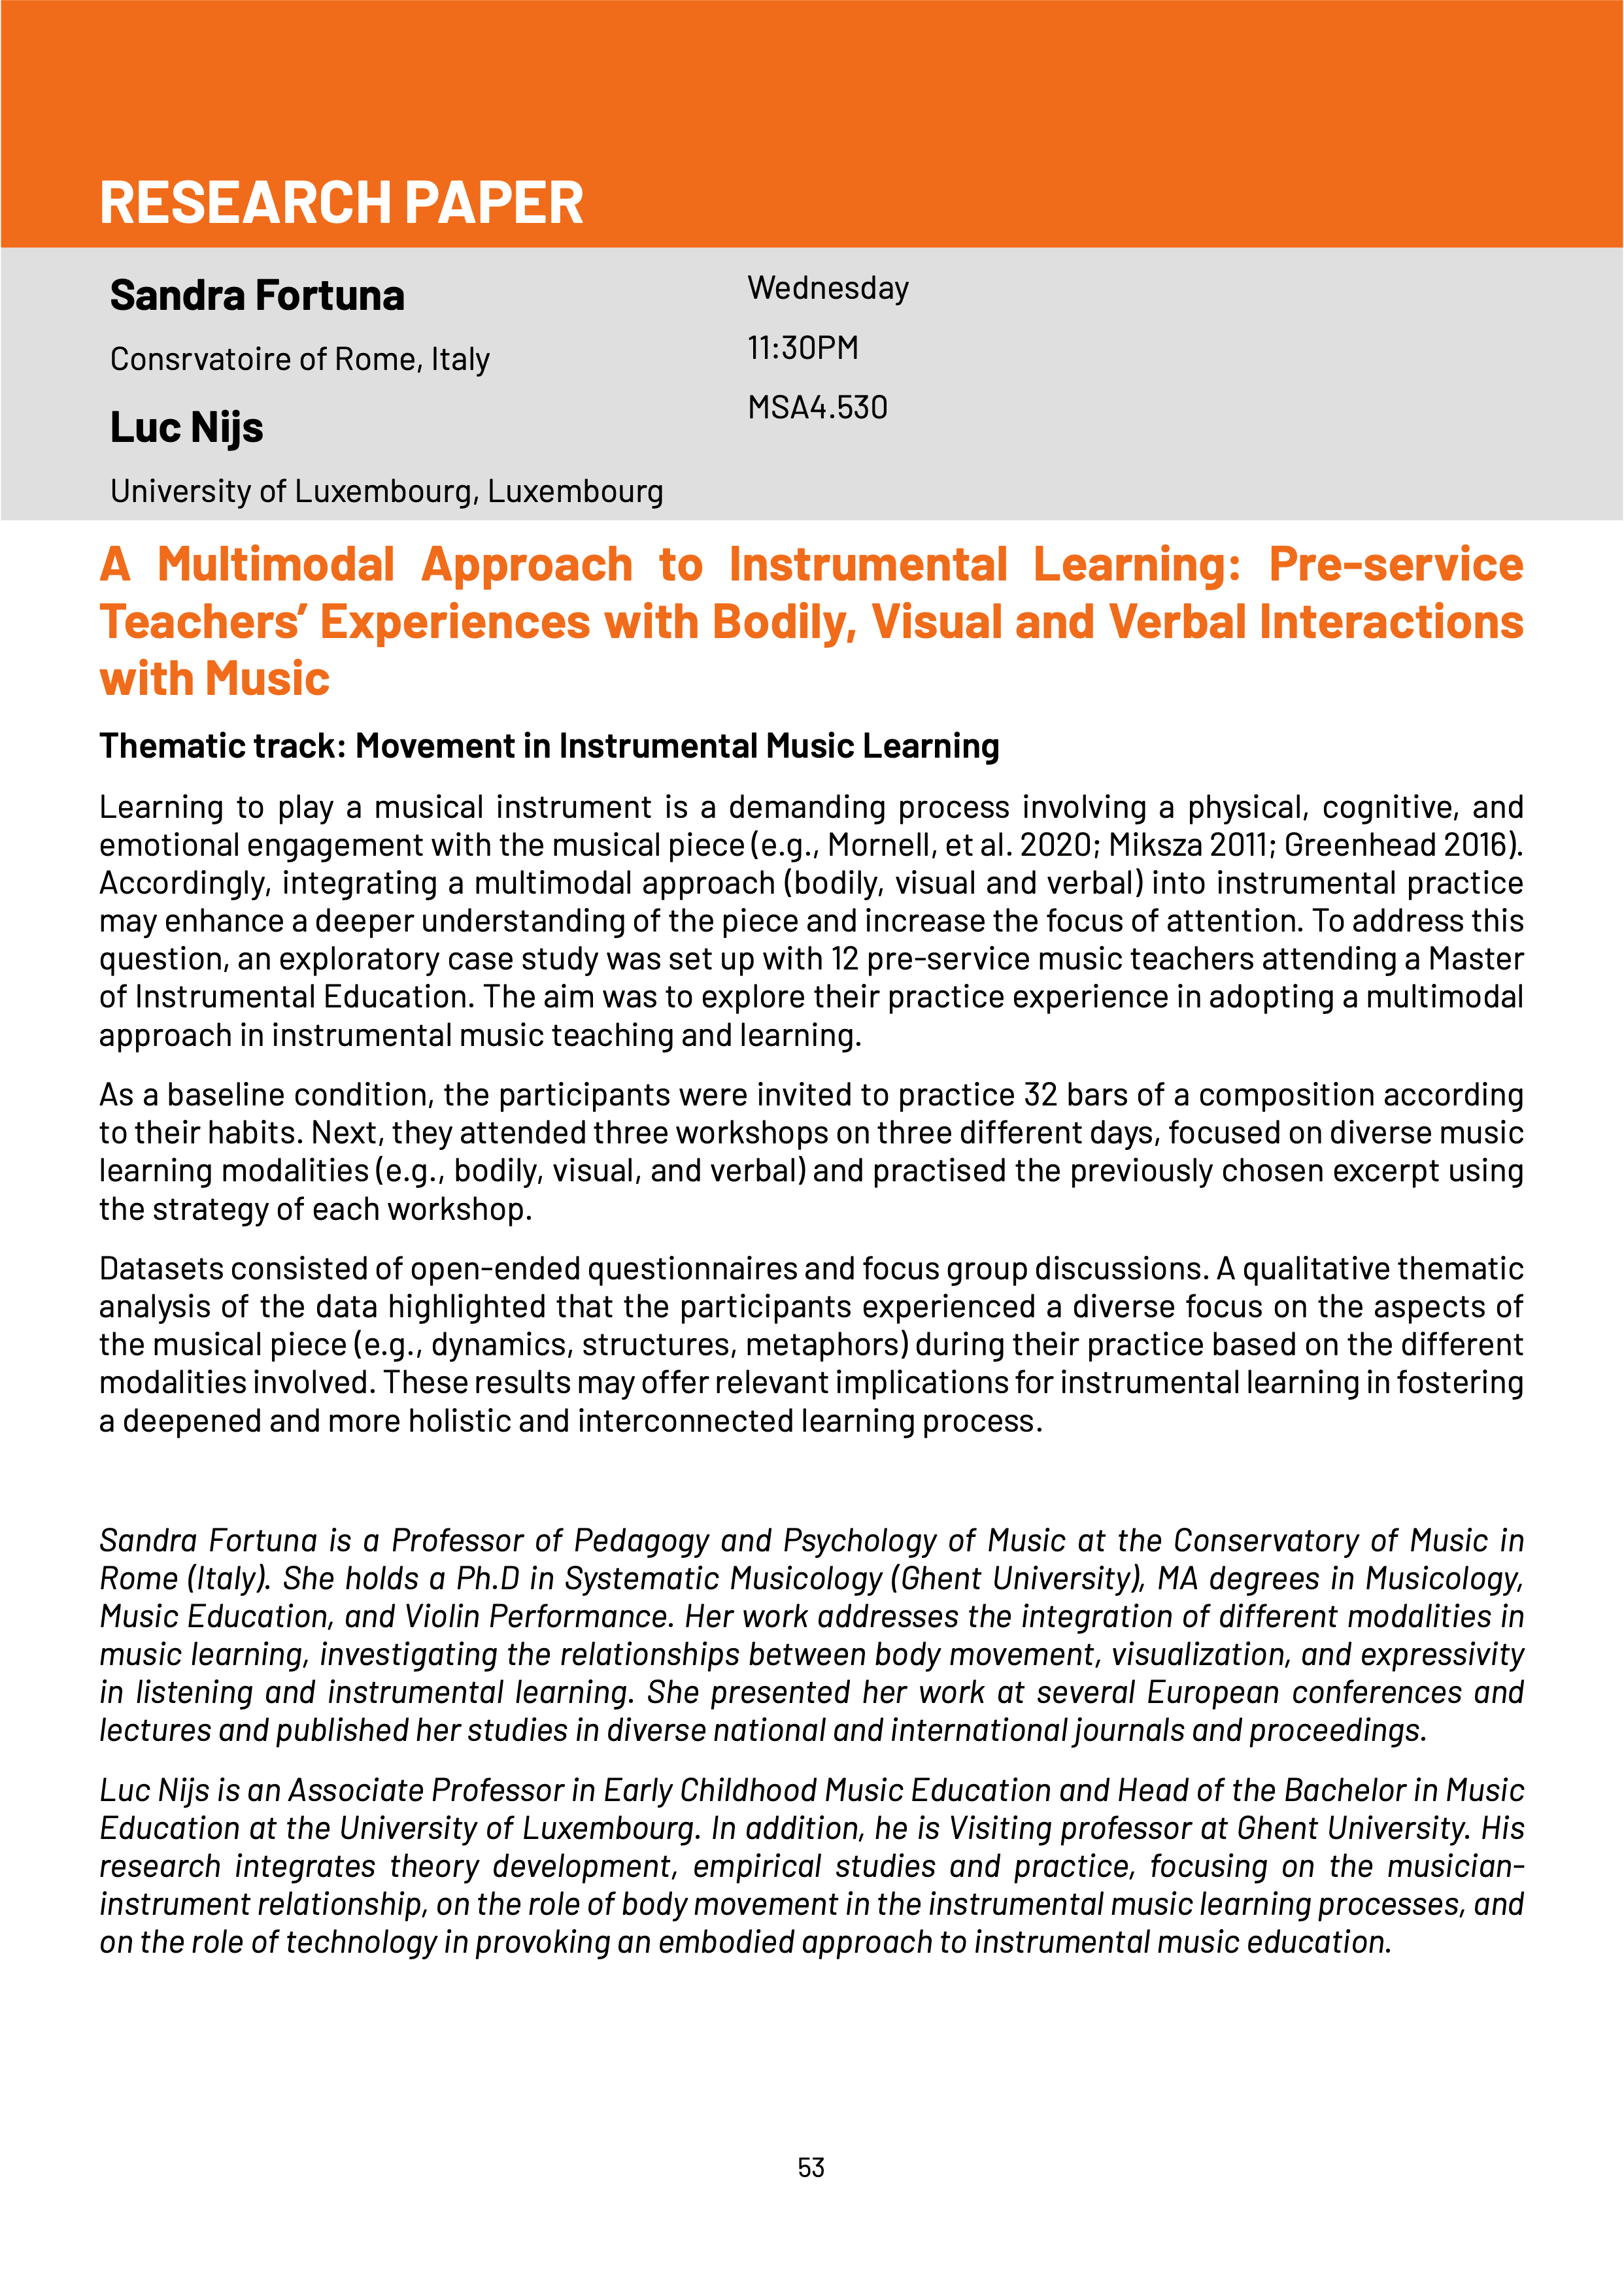 RESEARCH PAPER
Sandra Fortuna
Consrvatoire of Rome, Italy
Luc Nijs
University of Luxembourg, Luxembourg
Wednesday
11:30PM
MSA4.530
A Multimodal Approach to Instrumental Learning: Pre-service
Teachers’ Experiences with Bodily, Visual and Verbal Interactions
with Music
Thematic track: Movement in Instrumental Music Learning
Learning to play a musical instrument is a demanding process involving a physical, cognitive, and
emotional engagement with the musical piece (e.g., Mornell, et al. 2020; Miksza 2011; Greenhead 2016).
Accordingly, integrating a multimodal approach (bodily, visual and verbal) into instrumental practice
may enhance a deeper understanding of the piece and increase the focus of attention. To address this
question, an exploratory case study was set up with 12 pre-service music teachers attending a Master
of Instrumental Education. The aim was to explore their practice experience in adopting a multimodal
approach in instrumental music teaching and learning.
As a baseline condition, the participants were invited to practice 32 bars of a composition according
to their habits. Next, they attended three workshops on three different days, focused on diverse music
learning modalities (e.g., bodily, visual, and verbal) and practised the previously chosen excerpt using
the strategy of each workshop.
Datasets consisted of open-ended questionnaires and focus group discussions. A qualitative thematic
analysis of the data highlighted that the participants experienced a diverse focus on the aspects of
the musical piece (e.g., dynamics, structures, metaphors) during their practice based on the different
modalities involved. These results may offer relevant implications for instrumental learning in fostering
a deepened and more holistic and interconnected learning process.
Sandra Fortuna is a Professor of Pedagogy and Psychology of Music at the Conservatory of Music in
Rome (Italy). She holds a Ph.D in Systematic Musicology (Ghent University), MA degrees in Musicology,
Music Education, and Violin Performance. Her work addresses the integration of different modalities in
music learning, investigating the relationships between body movement, visualization, and expressivity
in listening and instrumental learning. She presented her work at several European conferences and
lectures and published her studies in diverse national and international journals and proceedings.
Luc Nijs is an Associate Professor in Early Childhood Music Education and Head of the Bachelor in Music
Education at the University of Luxembourg. In addition, he is Visiting professor at Ghent University. His
research integrates theory development, empirical studies and practice, focusing on the musician-
instrument relationship, on the role of body movement in the instrumental music learning processes, and
on the role of technology in provoking an embodied approach to instrumental music education.
53